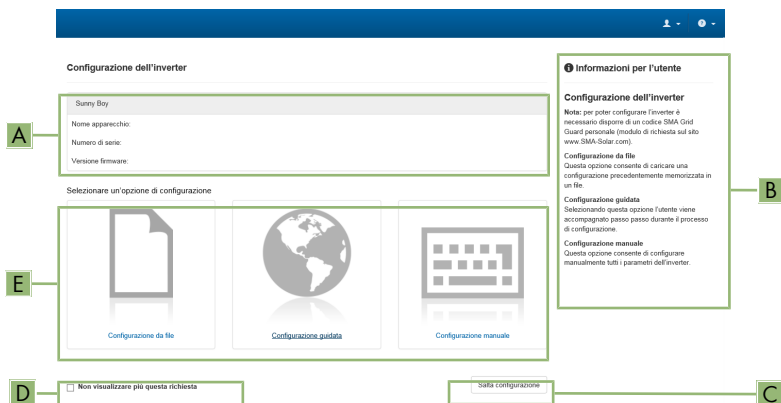 Configurazione dell'inverter
Sunny Boy
Nome apparecchio:
Numero di serie:
Versione firmware:
A
Selezionare un'opzione di configurazione
Configurazione da file
Configurazione guidata
Configurazione manuale
E
Non visualizzare più questa richiesta
D
Salta configurazione
C
Informazioni per l'utente
Configurazione dell'inverter
Nota: per poter configurare l'inverter è
necessario disporre di un codice SMA Grid
Guard personale (modulo di richiesta sul sito
www.SMA-Solar.com).
Configurazione da file
Questa opzione consente di caricare una
configurazione precedentemente memorizzata in
un file.
Configurazione guidata
Selezionando questa opzione l'utente viene
accompagnato passo passo durante il processo
di configurazione.
Configurazione manuale
Questa opzione consente di configurare
manualmente tutti i parametri dell'inverter.
B